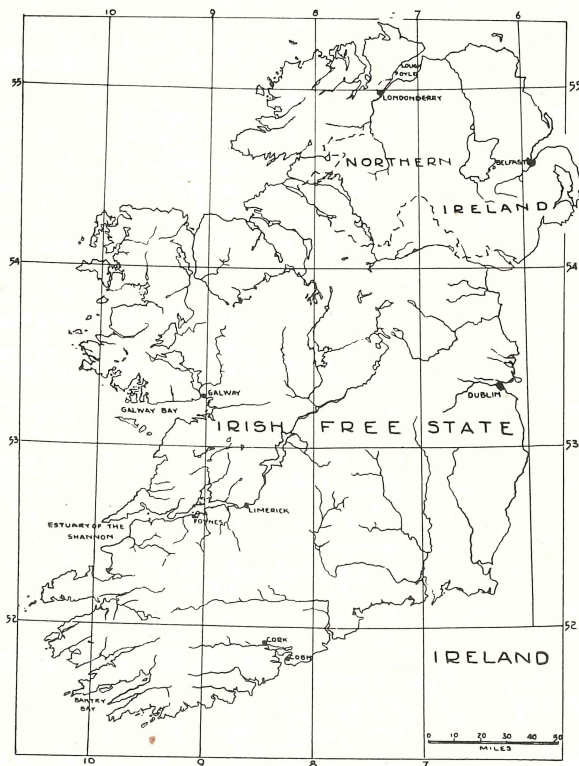 10
9
8
7
6
55
55
LOUGH
FOYLE
LONDONDERRY
NORTHERN
BELFAST
IRELAND
54
54
GALWAY
DUBLIN
GALWAY BAY
IRISH FREE STATE
53
53
ESTUARY OF THE
SHANNON
FOYNES
LIMERICK
52
52
CORK
COBH
IRELAND
BANTRY
BAY
0 10 20 30 40 50
MILES
10
9
8